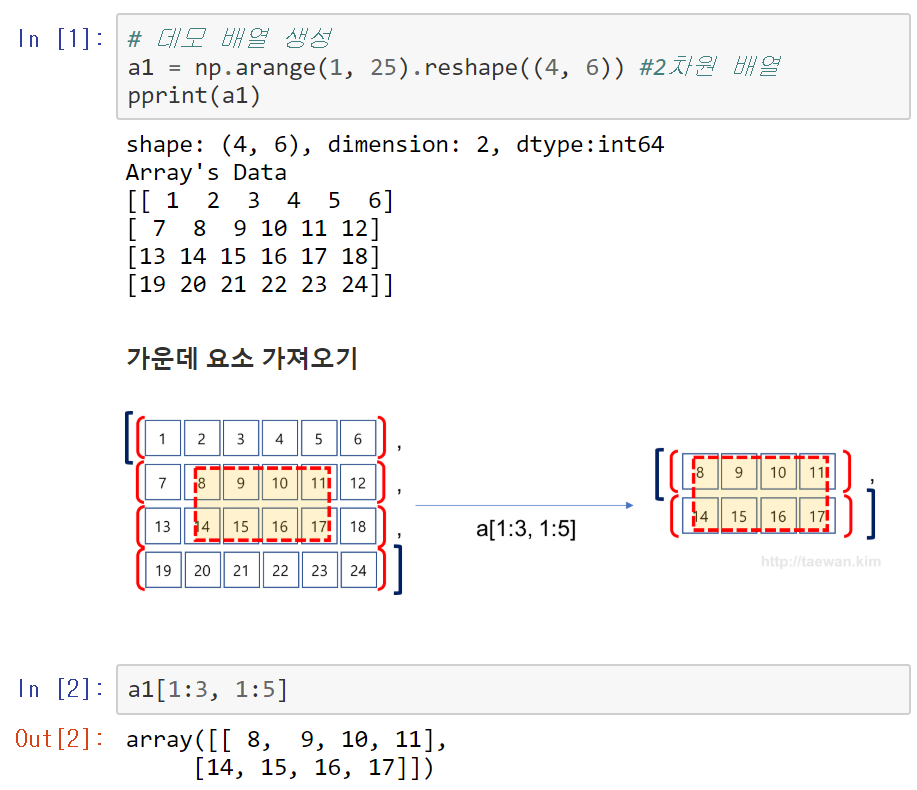 In [1]:
# 데모 배열 생성
a1 = np.arange(1, 25).reshape((4, 6)) #2차원 배열
pprint(a1)
shape: (4, 6), dimension: 2, dtype:int64
Array's Data
[[ 1  2  3  4  5  6]
[ 7  8  9 10 11 12]
[13 14 15 16 17 18]
[19 20 21 22 23 24]]
가운데 요소 가져오기
[ ( 1 2 3 4 5 6 ) ,
( 7 8 9 10 11 12 ) ,
( 13 14 15 16 17 18 ) ,
( 19 20 21 22 23 24 ) ]
a[1:3, 1:5]
[ ( 8 9 10 11 ) ,
( 14 15 16 17 ) ]
http://taewan.kim
In [2]:
a1[1:3, 1:5]
Out[2]:
array([[ 8,  9, 10, 11],
[14, 15, 16, 17]])